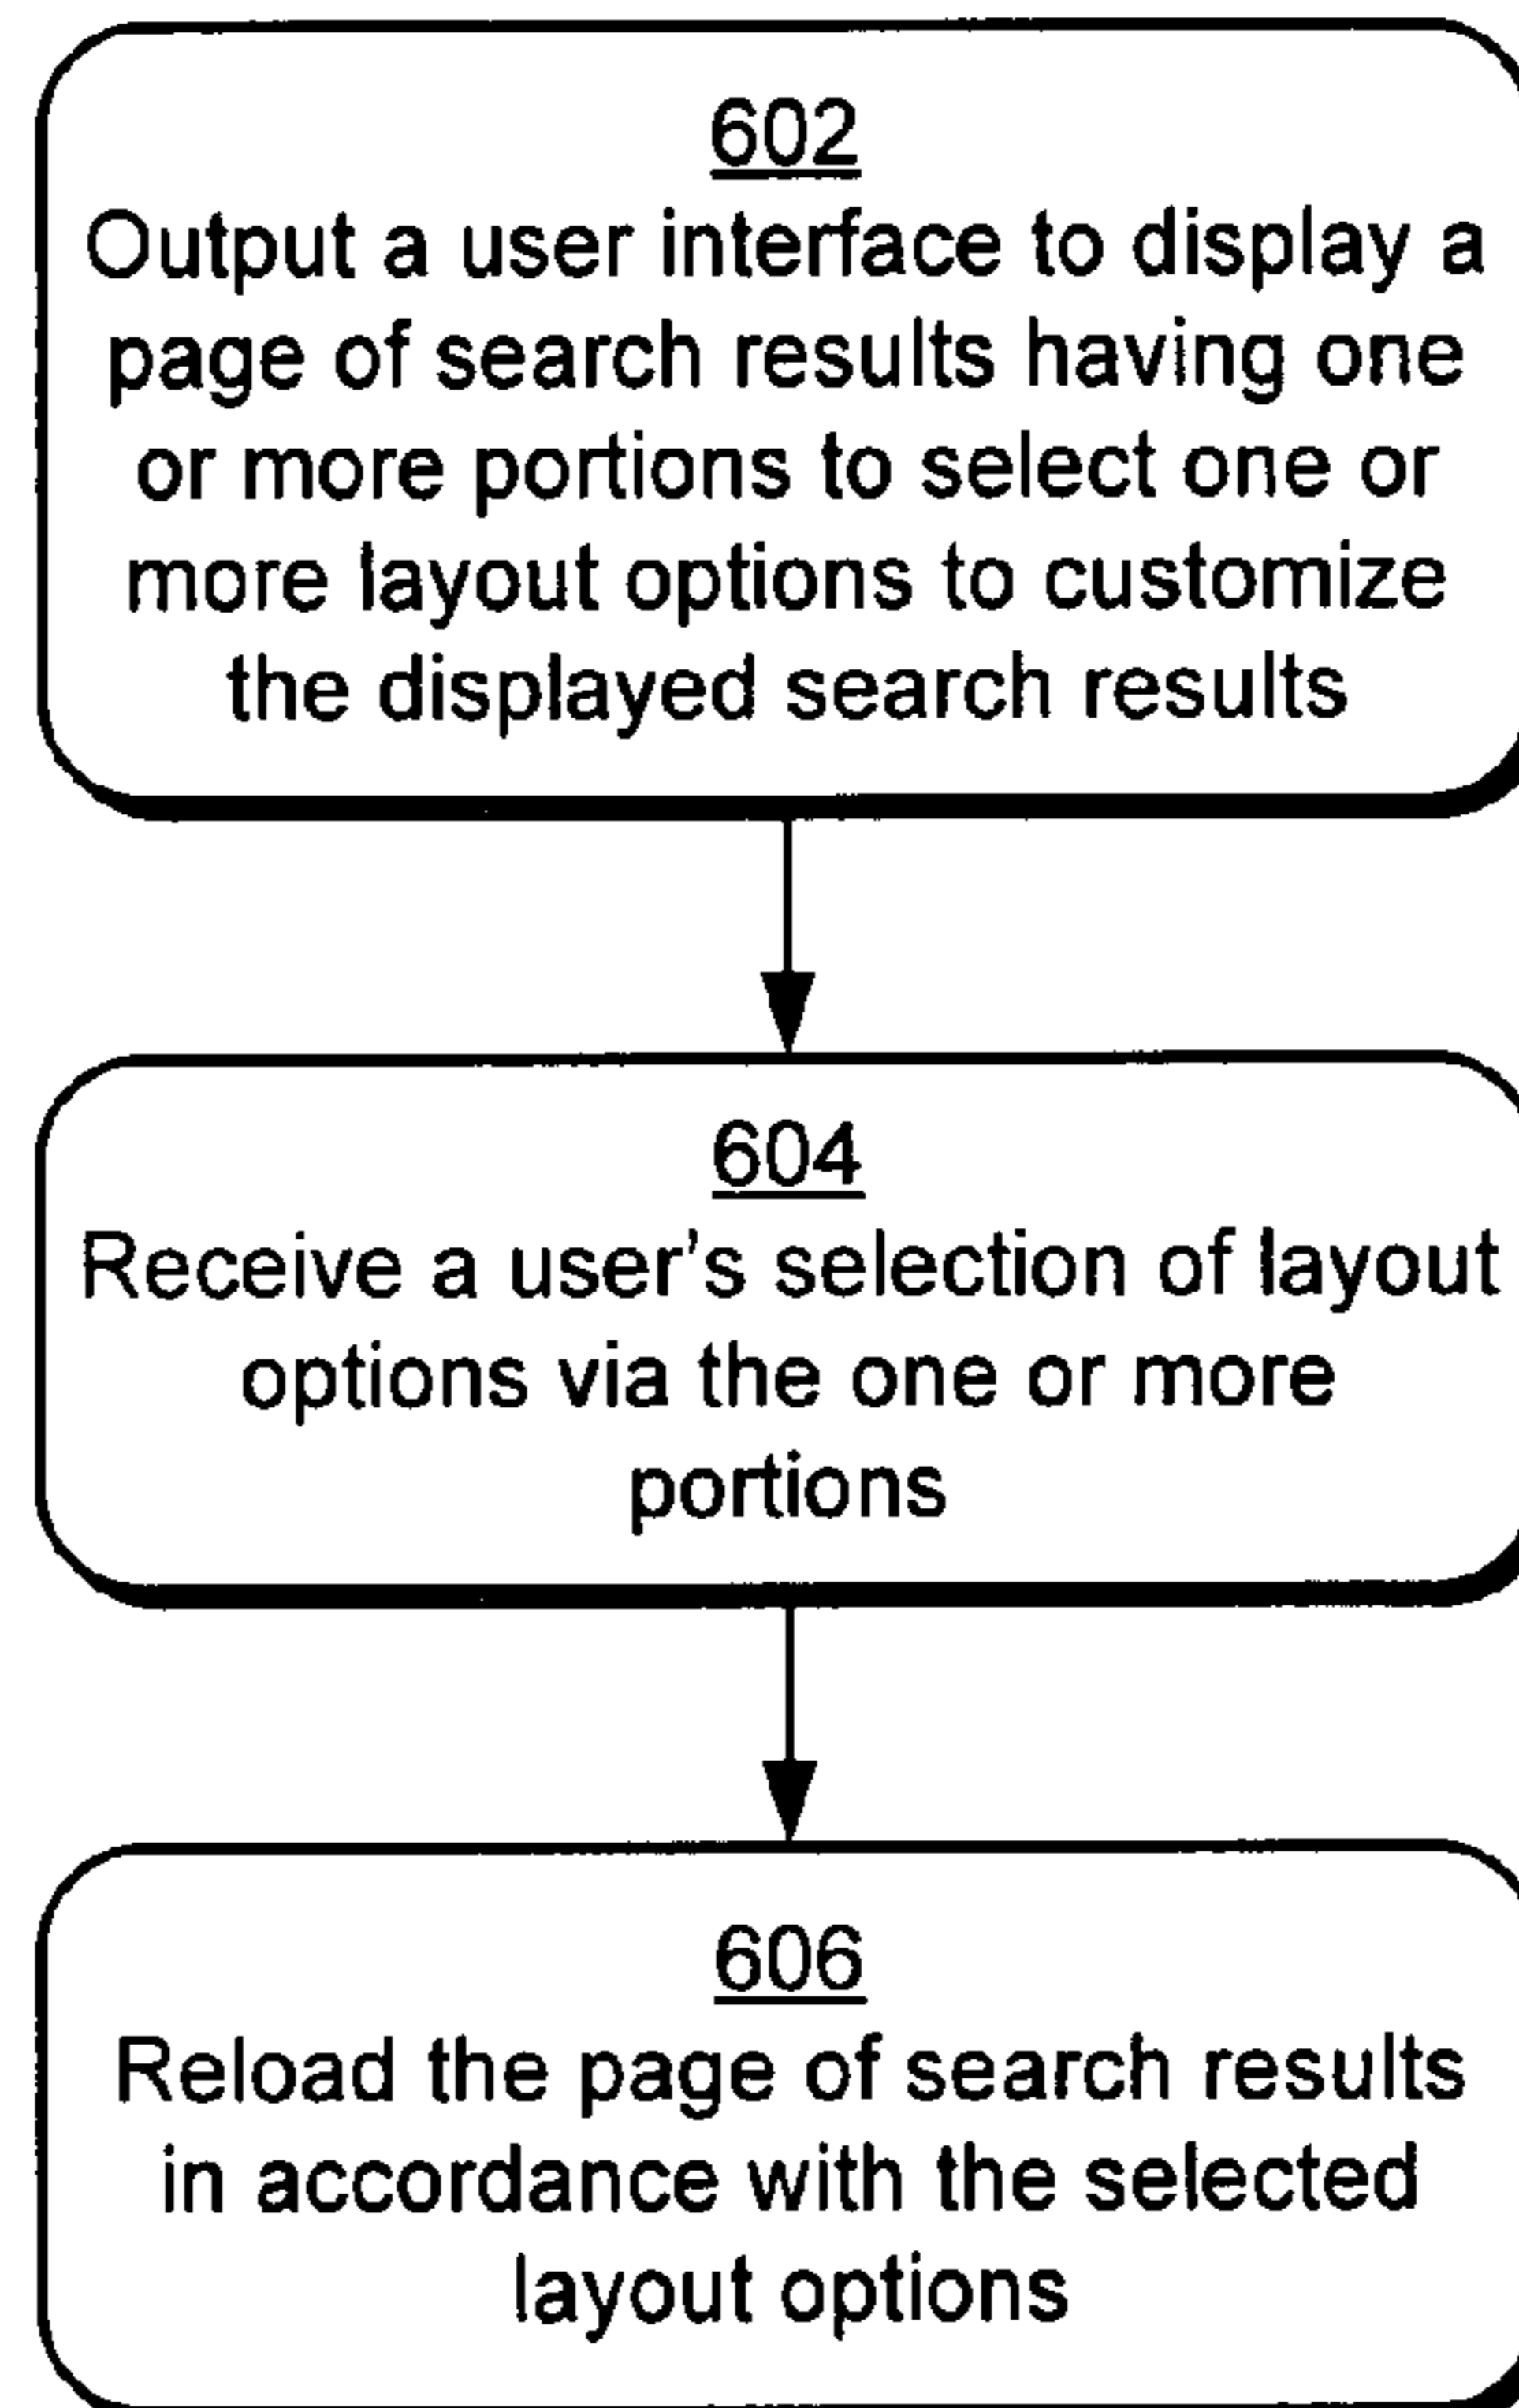 602
Output a user interface to display a
page of search results having one
or more portions to select one or
more layout options to customize
the displayed search results
604
Receive a user's selection of layout
options via the one or more
portions
606
Reload the page of search results
in accordance with the selected
layout options